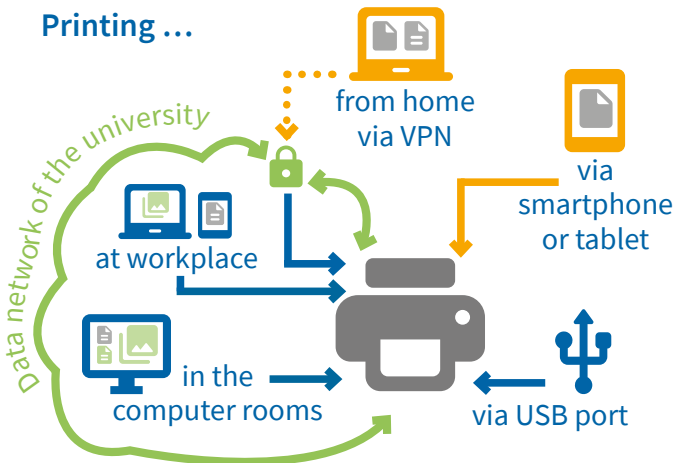 Printing ...
from home
via VPN
Data network of the university
via
smartphone
or tablet
at workplace
in the
computer rooms
via USB port